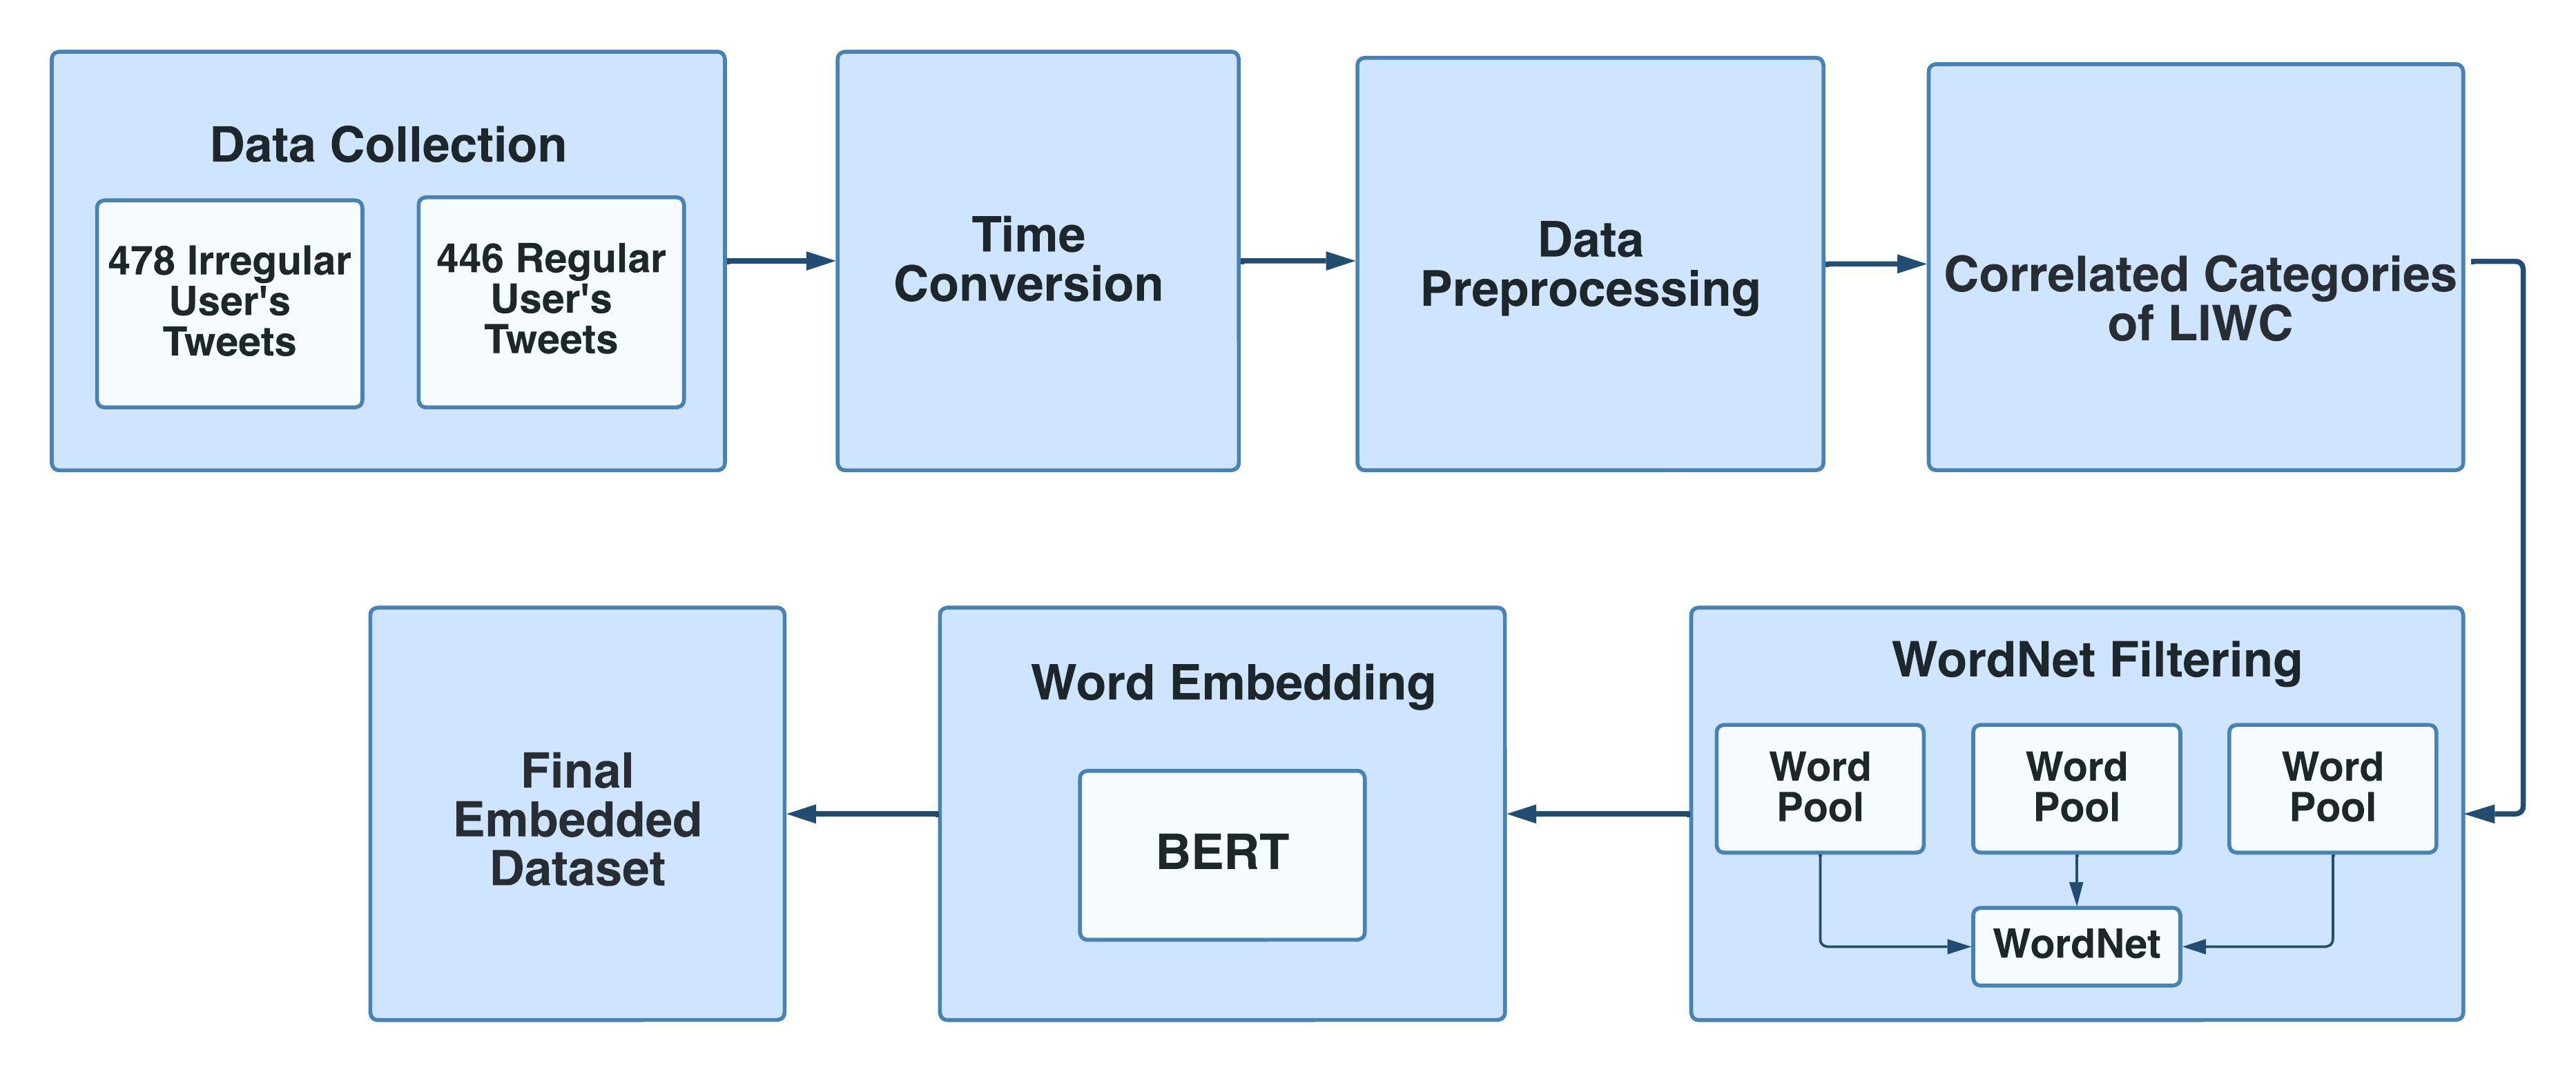 Data Collection
478 Irregular
User's
Tweets
446 Regular
User's
Tweets
Time
Conversion
Data
Preprocessing
Correlated Categories
of LIWC
WordNet Filtering
Word
Pool
Word
Pool
Word
Pool
WordNet
Word Embedding
BERT
Final
Embedded
Dataset